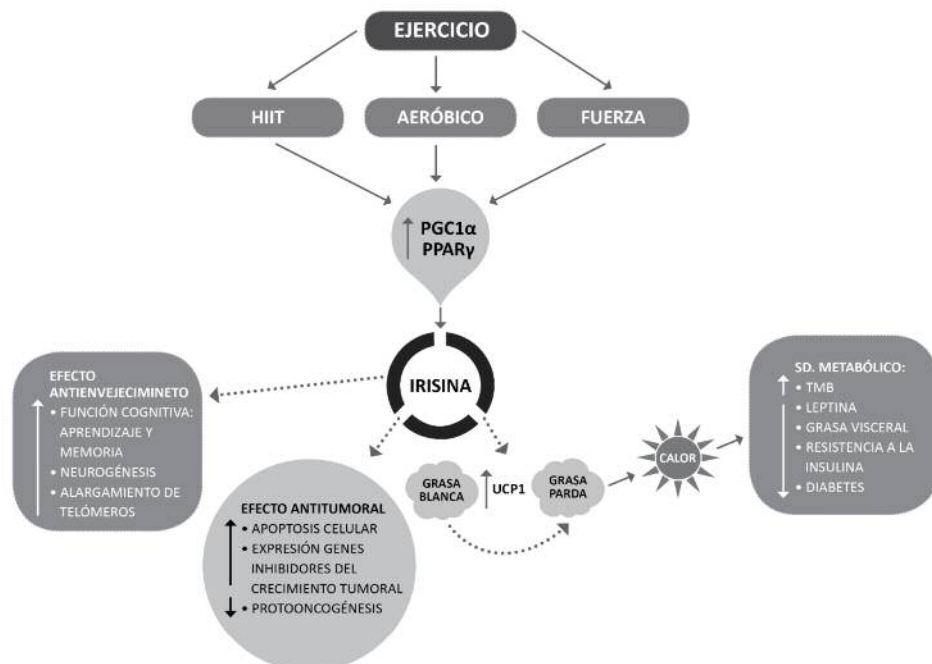 EJERCICIO
HIIT
AERÓBICO
FUERZA
PGC1α
PPARγ
IRISINA
EFECTO
ANTIENVEJECIMINETO
• FUNCIÓN COGNITIVA:
APRENDIZAJE Y
MEMORIA
• NEUROGÉNESIS
• ALARGAMIENTO DE
TELÓMEROS
EFECTO ANTITUMORAL
• APOPTOSIS CELULAR
• EXPRESIÓN GENES
INHIBIDORES DEL
CRECIMIENTO TUMORAL
• PROTOONCOGÉNESIS
GRASA
BLANCA
UCP1
GRASA
PARDA
CALOR
SD. METABÓLICO:
• TMB
• LEPTINA
• GRASA VISCERAL
• RESISTENCIA A LA
INSULINA
• DIABETES